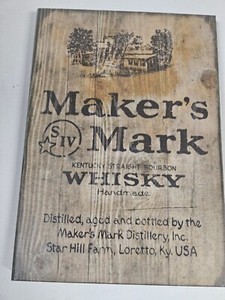 Maker's
SIV Mark
KENTUCKY STRAIGHT BOURBON
WHISKY
Handmade
Distilled, aged and bottled by the
Maker's Mark Distillery, Inc.
Star Hill Farm, Loretto, Ky. USA